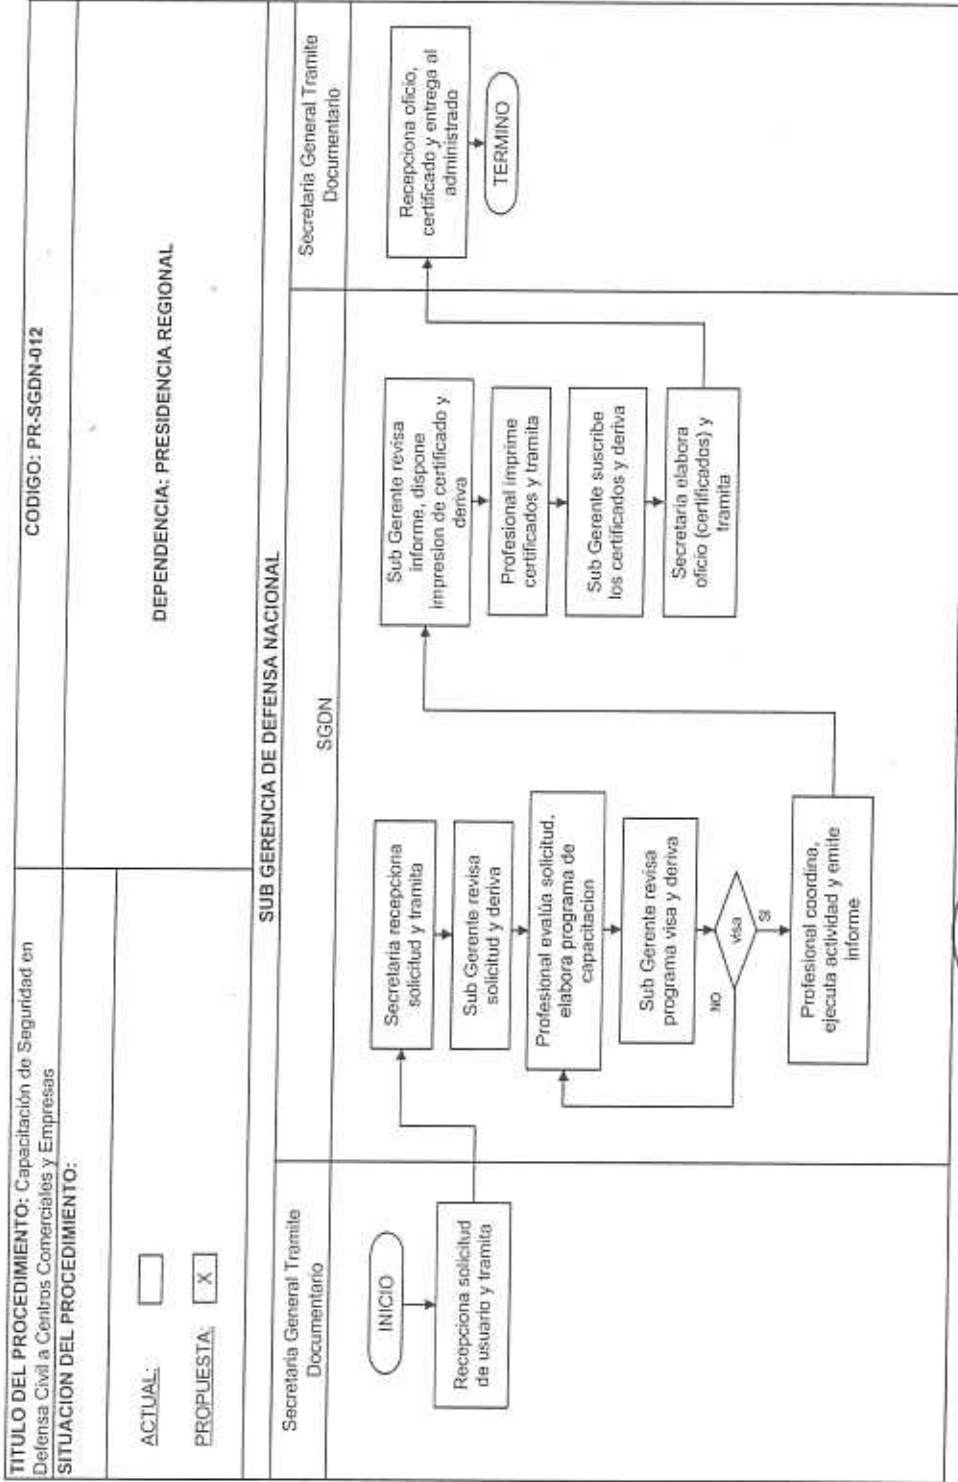 TITULO DEL PROCEDIMIENTO: Capacitación de Seguridad en
Defensa Civil a Centros Comerciales y Empresas
CODIGO: PR-SGDN-012
SITUACION DEL PROCEDIMIENTO:
ACTUAL:
PROPUESTA: X
DEPENDENCIA: PRESIDENCIA REGIONAL
SUB GERENCIA DE DEFENSA NACIONAL
Secretaria General Tramite
Documentario
SGDN
Secretaria General Tramite
Documentario
INICIO
Recepciona solicitud
de usuario y tramita
Secretaria recepciona
solicitud y tramita
Sub Gerente revisa
solicitud y deriva
Profesional evalúa solicitud,
elabora programa de
capacitacion
Sub Gerente revisa
programa visa y deriva
visa
NO
SI
Profesional coordina,
ejecuta actividad y emite
informe
Sub Gerente revisa
informe, dispone
impresion de certificado y
deriva
Profesional imprime
certificados y tramita
Sub Gerente suscribe
los certificados y deriva
Secretaria elabora
oficio (certificados) y
tramita
Recepciona oficio,
certificado y entrega al
administrado
TERMINO